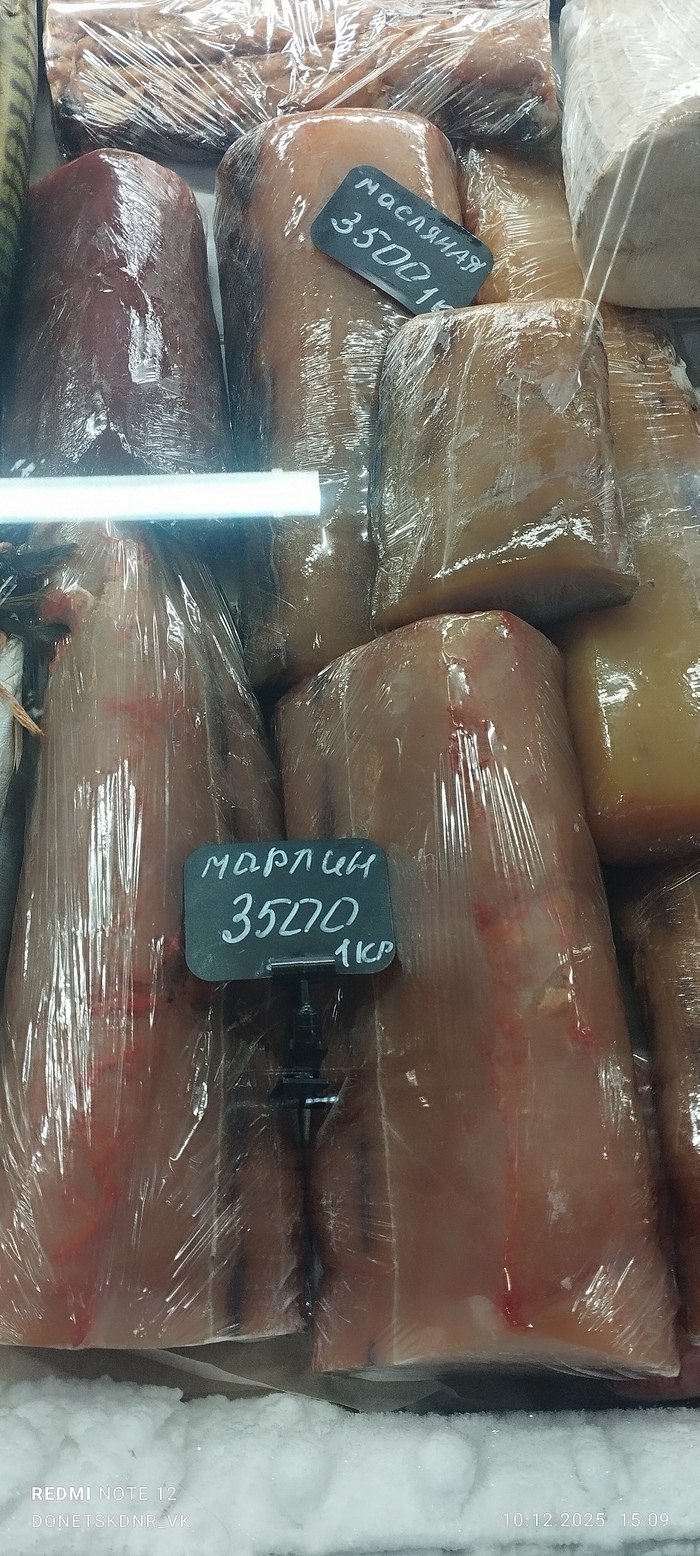 масляная
3500
1к
марлин
3500
1кг
REDMI NOTE 12
DONETSKDNR_VK
10.12.2025 15:09